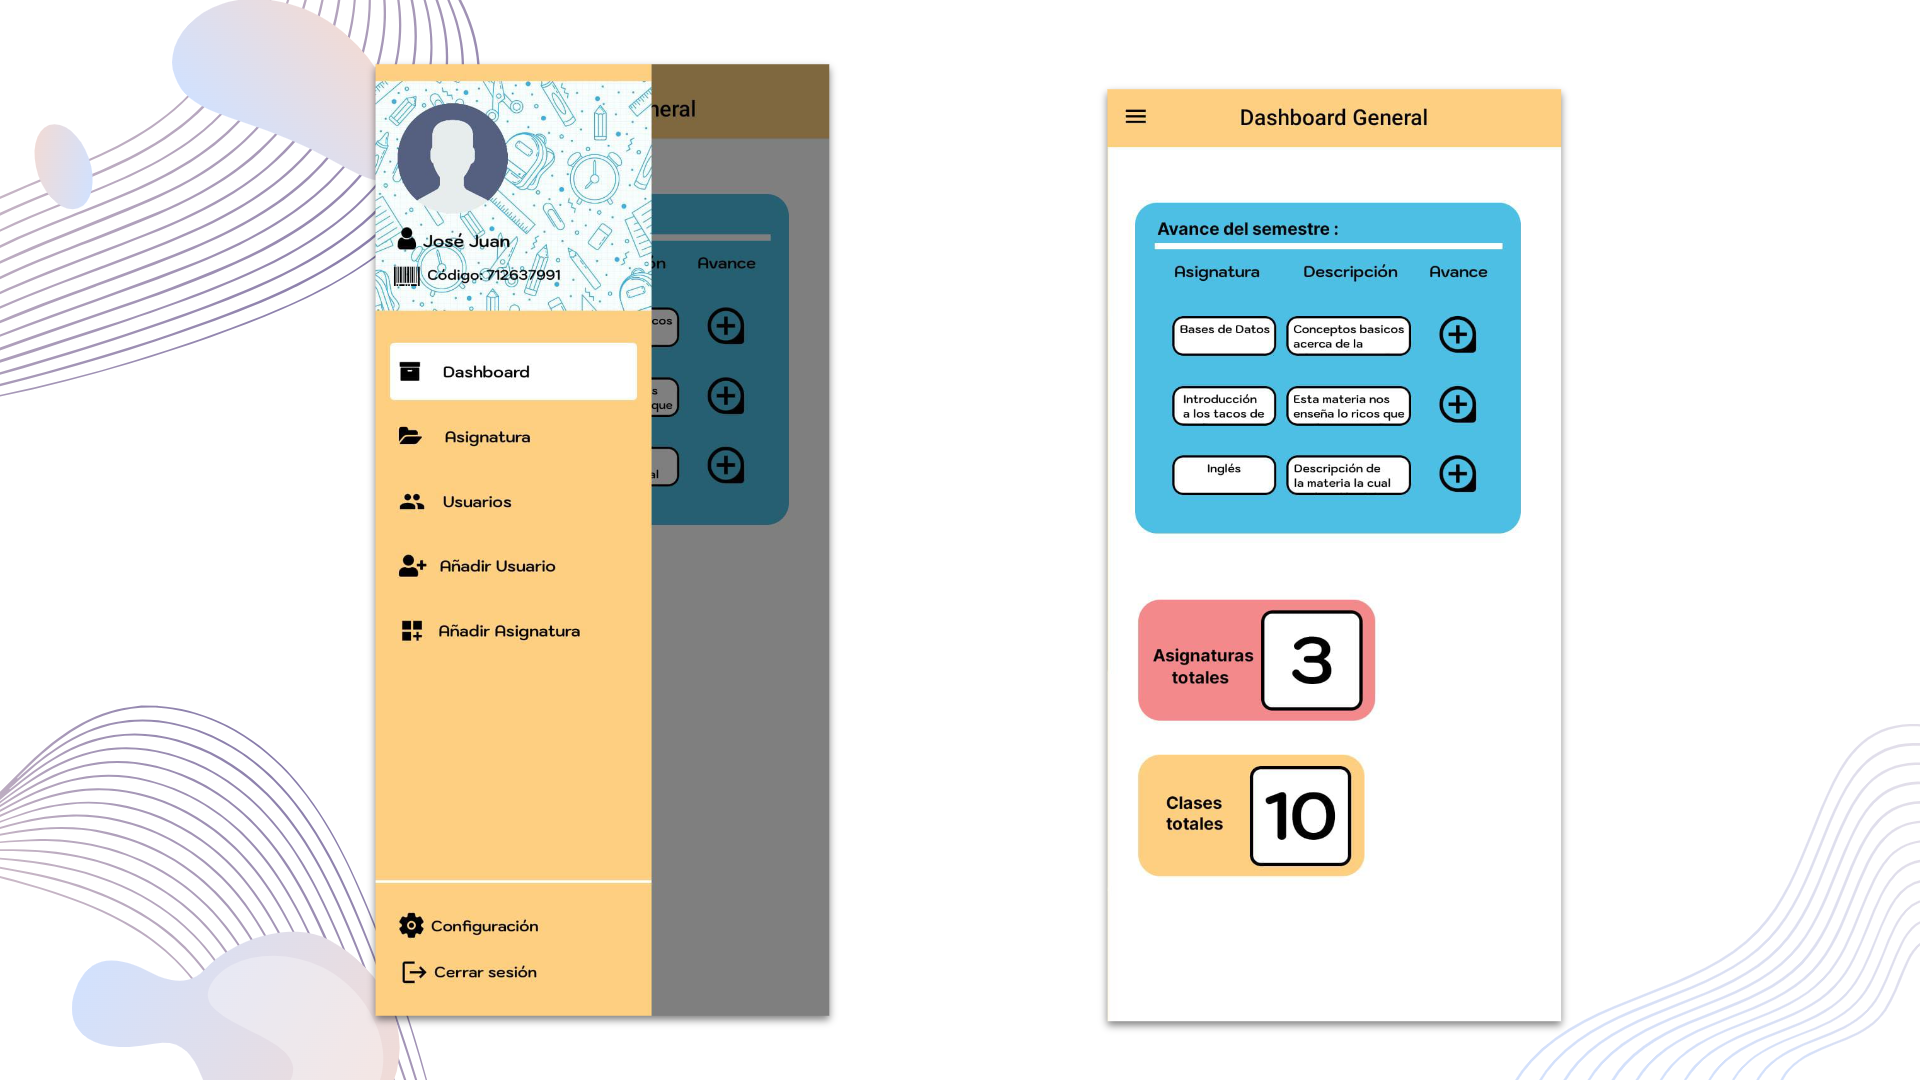 José Juan
Código: 712637991
Dashboard
Asignatura
Usuarios
Añadir Usuario
Añadir Asignatura
Configuración
Cerrar sesión
neral
ón Avance
cos
s
que
al
Dashboard General
Avance del semestre :
Asignatura Descripción Avance
Bases de Datos
Conceptos basicos
acerca de la
Introducción
a los tacos de
Esta materia nos
enseña lo ricos que
Inglés
Descripción de
la materia la cual
Asignaturas
totales
3
Clases
totales
10